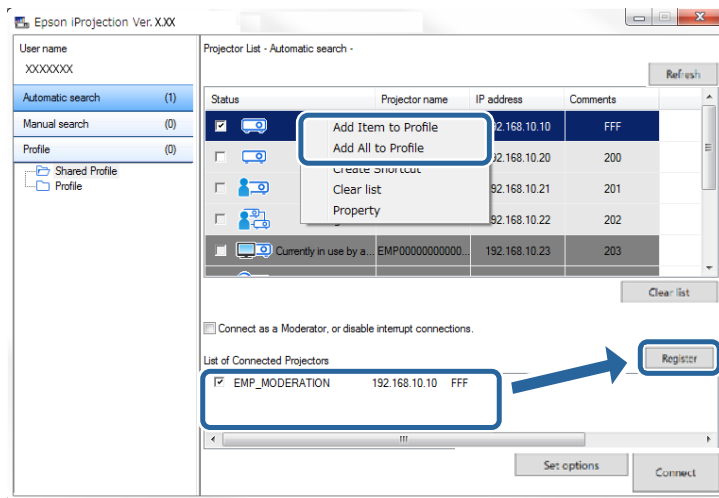 Epson iProjection Ver. X.XX
User name
XXXXXXX
Automatic search (1)
Manual search (0)
Profile (0)
Shared Profile
Profile
Projector List - Automatic search -
Refresh
Status Projector name IP address Comments
92.168.10.10 FFF
92.168.10.20 200
92.168.10.21 201
92.168.10.22 202
Currently in use by a... EMP00000000000... 192.168.10.23 203
Add Item to Profile
Add All to Profile
Create Shortcut
Clear list
Property
Clear list
Connect as a Moderator, or disable interrupt connections.
List of Connected Projectors
Register
EMP_MODERATION 192.168.10.10 FFF
Set options
Connect